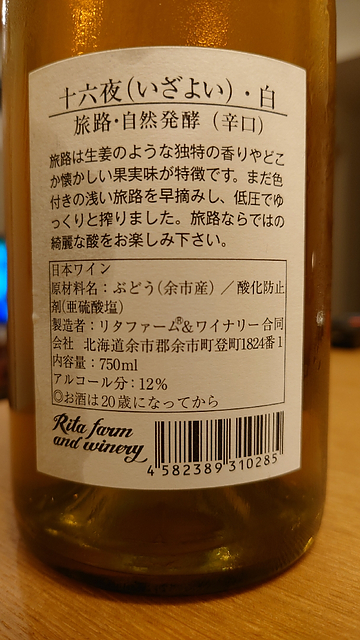 十六夜(いざよい)・白
旅路・自然発酵（辛口）
旅路は生姜のような独特の香りやどこ
か懐かしい果実味が特徴です。まだ色
付きの浅い旅路を早摘みし、低圧でゆ
っくりと搾りました。旅路ならではの
綺麗な酸をお楽しみ下さい。
日本ワイン
原材料名：ぶどう(余市産)／酸化防止
剤(亜硫酸塩)
製造者：リタファーム®&ワイナリー合同
会社 北海道余市郡余市町登町1824番1
内容量：750ml
アルコール分：12%
◎お酒は20歳になってから
Rita farm
and winery
4 582389 310285